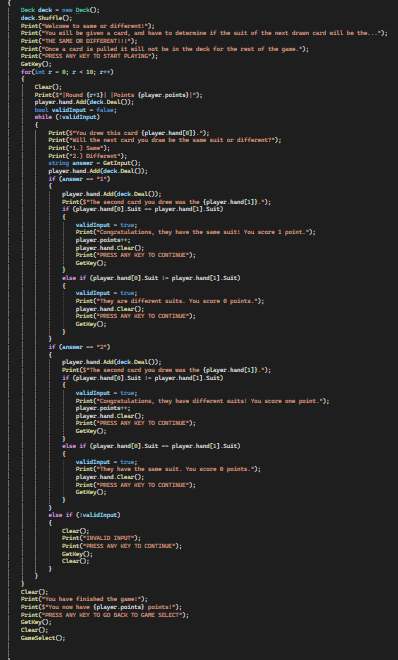 {
Deck deck = new Deck();
deck.Shuffle();
Print("Welcome to same or different!");
Print("You will be given a card, and have to determine if the suit of the next drawn card will be the...");
Print("THE SAME OR DIFFERENT!!!");
Print("Once a card is pulled it will not be in the deck for the rest of the game.");
Print("PRESS ANY KEY TO START PLAYING");
GetKey();
for(int r = 0; r < 10; r++)
{
Clear();
Print($"|Round {r+1}| |Points {player.points}|");
player.hand.Add(deck.Deal());
bool validInput = false;
while (!validInput)
{
Print($"You drew this card {player.hand[0]}.");
Print("Will the next card you draw be the same suit or different?");
Print("1.) Same");
Print("2.) Different");
string answer = GetInput();
player.hand.Add(deck.Deal());
if (answer == "1")
{
player.hand.Add(deck.Deal());
Print($"The second card you drew was the {player.hand[1]}.");
if (player.hand[0].Suit == player.hand[1].Suit)
{
validInput = true;
Print("Congratulations, they have the same suit! You score 1 point.");
player.points++;
player.hand.Clear();
Print("PRESS ANY KEY TO CONTINUE");
GetKey();
}
else if (player.hand[0].Suit != player.hand[1].Suit)
{
validInput = true;
Print("They are different suits. You score 0 points.");
player.hand.Clear();
Print("PRESS ANY KEY TO CONTINUE");
GetKey();
}
}
if (answer == "2")
{
player.hand.Add(deck.Deal());
Print($"The second card you drew was the {player.hand[1]}.");
if (player.hand[0].Suit != player.hand[1].Suit)
{
validInput = true;
Print("Congratulations, they have different suits! You score one point.");
player.points++;
player.hand.Clear();
Print("PRESS ANY KEY TO CONTINUE");
GetKey();
}
else if (player.hand[0].Suit == player.hand[1].Suit)
{
validInput = true;
Print("They have the same suit. You score 0 points.");
player.hand.Clear();
Print("PRESS ANY KEY TO CONTINUE");
GetKey();
}
}
else if (!validInput)
{
Clear();
Print("INVALID INPUT");
Print("PRESS ANY KEY TO CONTINUE");
GetKey();
Clear();
}
}
}
Clear();
Print("You have finished the game!");
Print($"You now have {player.points} points!");
Print("PRESS ANY KEY TO GO BACK TO GAME SELECT");
GetKey();
Clear();
GameSelect();